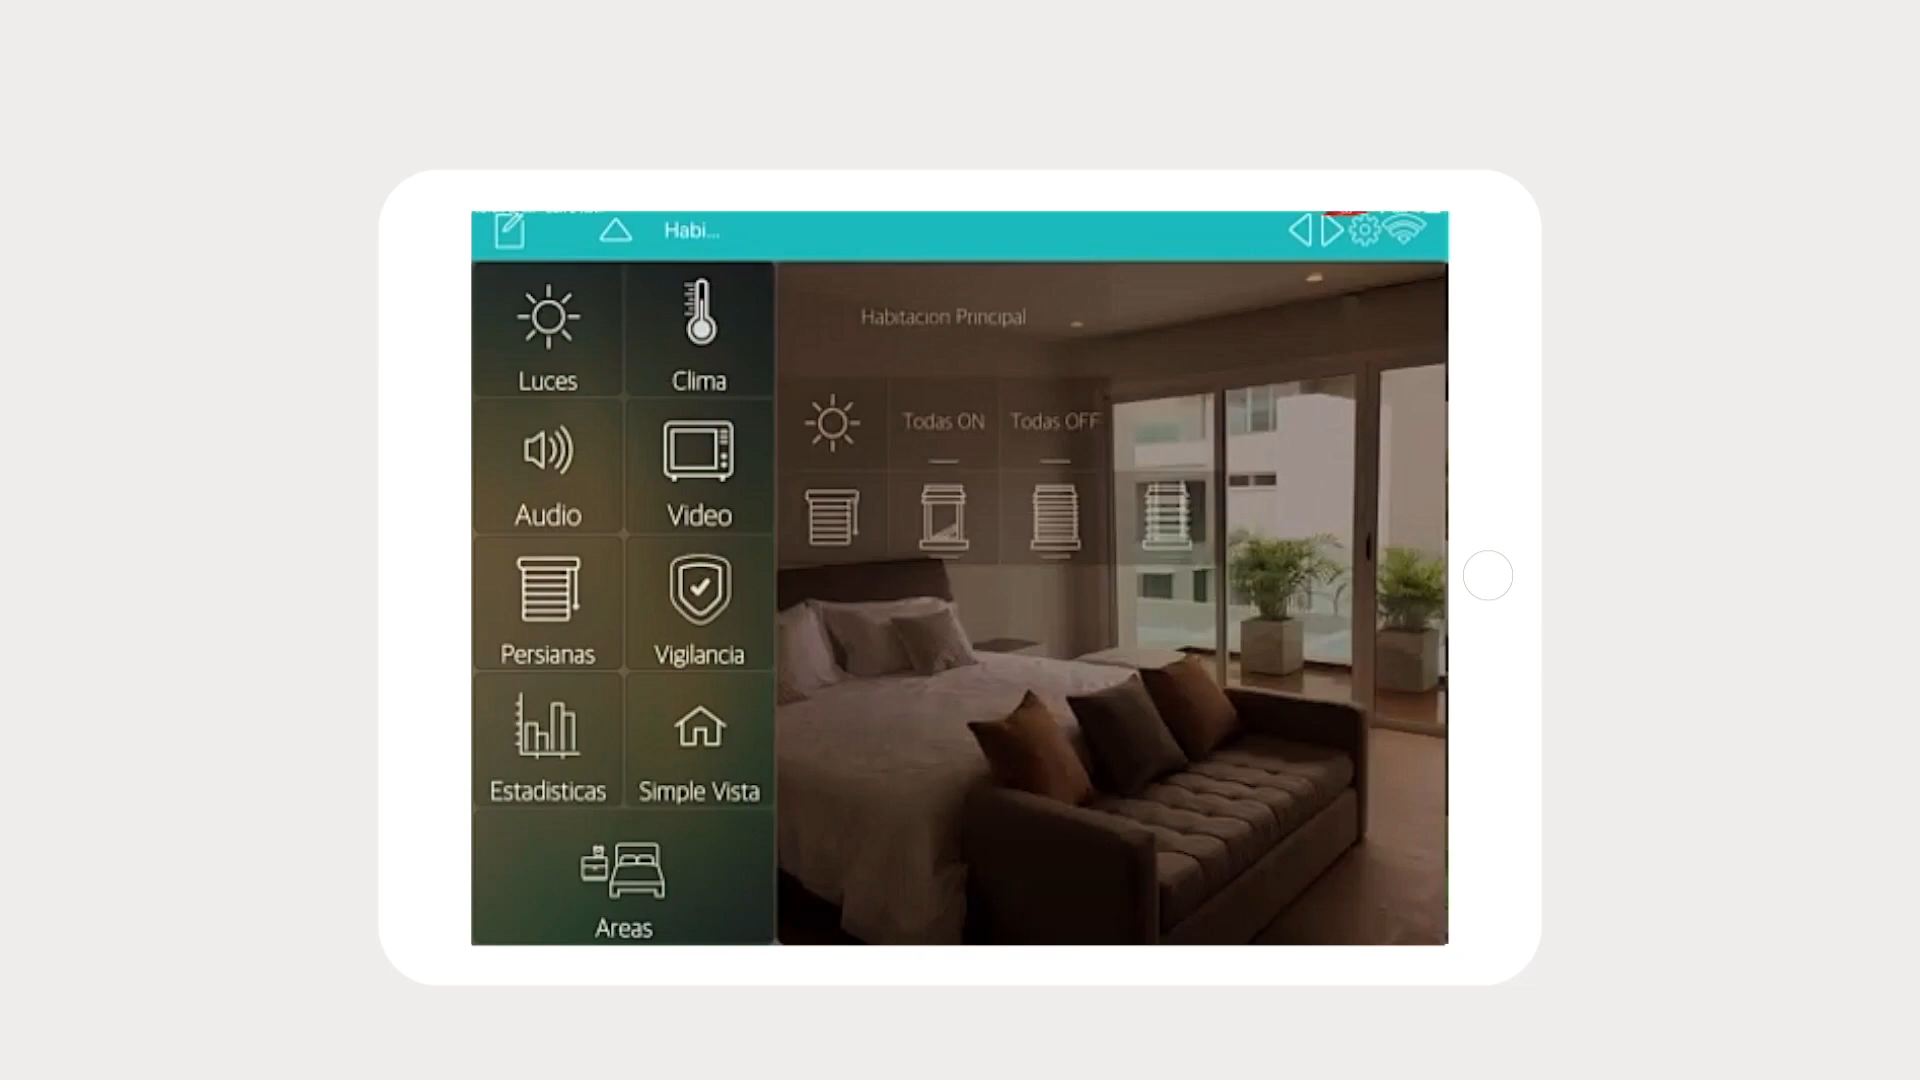 Habi...
Luces
Clima
Audio
Video
Persianas
Vigilancia
Estadisticas
Simple Vista
Areas
Habitacion Principal
Todas ON
Todas OFF